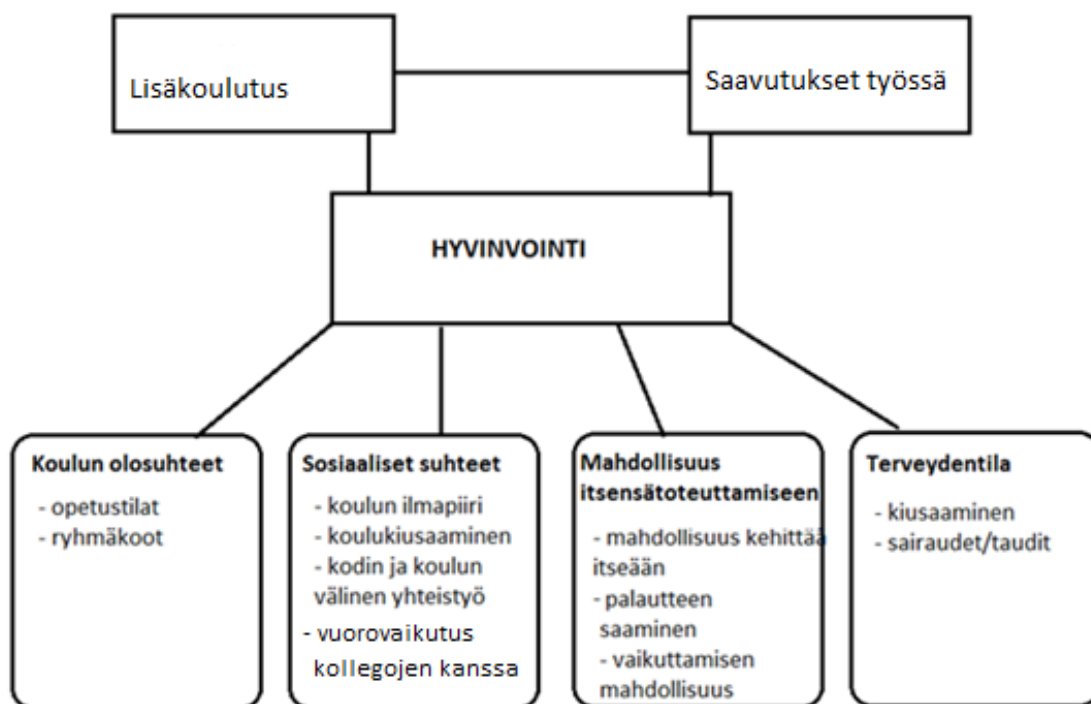 Lisäkoulutus
Saavutukset työssä
HYVINVOINTI
Koulun olosuhteet
- opetustilat
- ryhmäkoot
Sosiaaliset suhteet
- koulun ilmapiiri
- koulukiusaaminen
- kodin ja koulun
välinen yhteistyö
- vuorovaikutus
kollegojen kanssa
Mahdollisuus
itsensätoteuttamiseen
- mahdollisuus kehittää
itseään
- palautteen
saaminen
- vaikuttamisen
mahdollisuus
Terveydentila
- kiusaaminen
- sairaudet/taudit